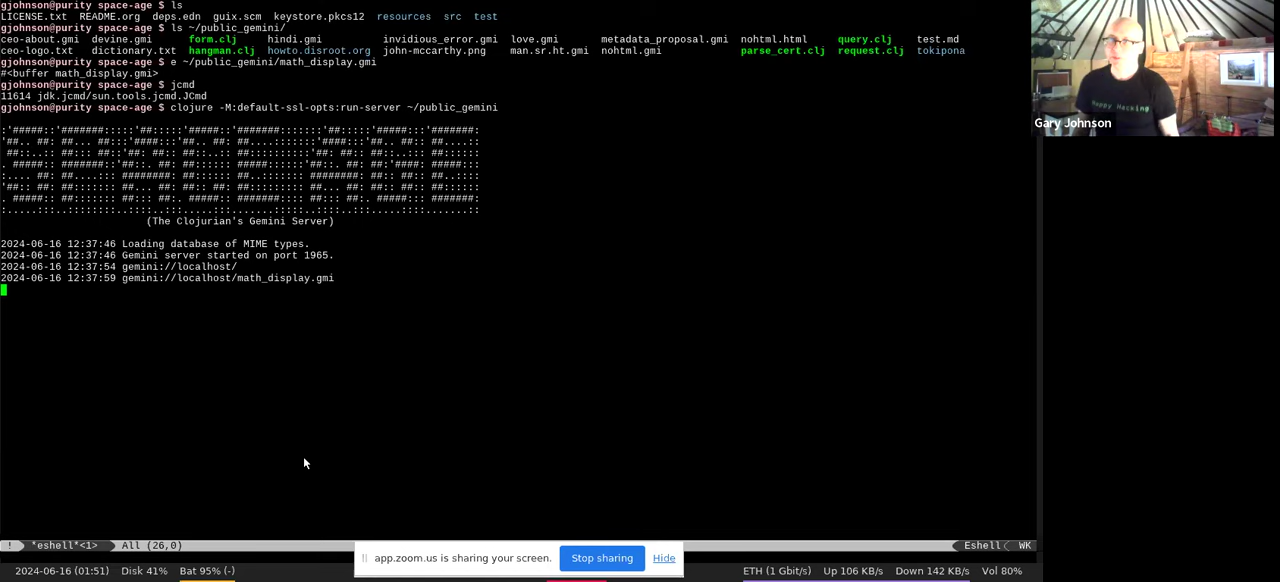 gjohnson@purity space-age $ ls
LICENSE.txt README.org deps.edn guix.scm keystore.pkcs12 resources src test
gjohnson@purity space-age $ ls ~/public_gemini/
ceo-about.gmi devine.gmi form.clj hindi.gmi invidious_error.gmi love.gmi metadata_proposal.gmi nohtml.html query.clj test.md
ceo-logo.txt dictionary.txt hangman.clj howto.disroot.org john-mccarthy.png man.sr.ht.gmi nohtml.gmi parse_cert.clj request.clj tokipona
gjohnson@purity space-age $ e ~/public_gemini/math_display.gmi
#<buffer math_display.gmi>
gjohnson@purity space-age $ jcmd
11614 jdk.jcmd/sun.tools.jcmd.JCmd
gjohnson@purity space-age $ clojure -M:default-ssl-opts:run-server ~/public_gemini
(The Clojurian's Gemini Server)
2024-06-16 12:37:46 Loading database of MIME types.
2024-06-16 12:37:46 Gemini server started on port 1965.
2024-06-16 12:37:54 gemini://localhost/
2024-06-16 12:37:59 gemini://localhost/math_display.gmi
Happy Hacking
Gary Johnson
! *eshell*<1> All (26,0) Eshell WK
app.zoom.us is sharing your screen. Stop sharing Hide
2024-06-16 (01:51) Disk 41% Bat 95% (-) ETH (1 Gbit/s) Up 106 KB/s Down 142 KB/s Vol 80%